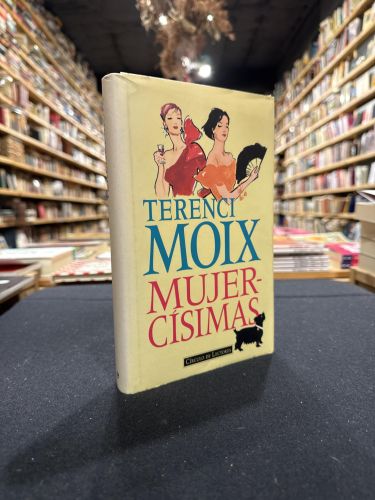 TERENCI
MOIX
MUJER-
CÍSIMAS
CÍRCULO DE LECTORES